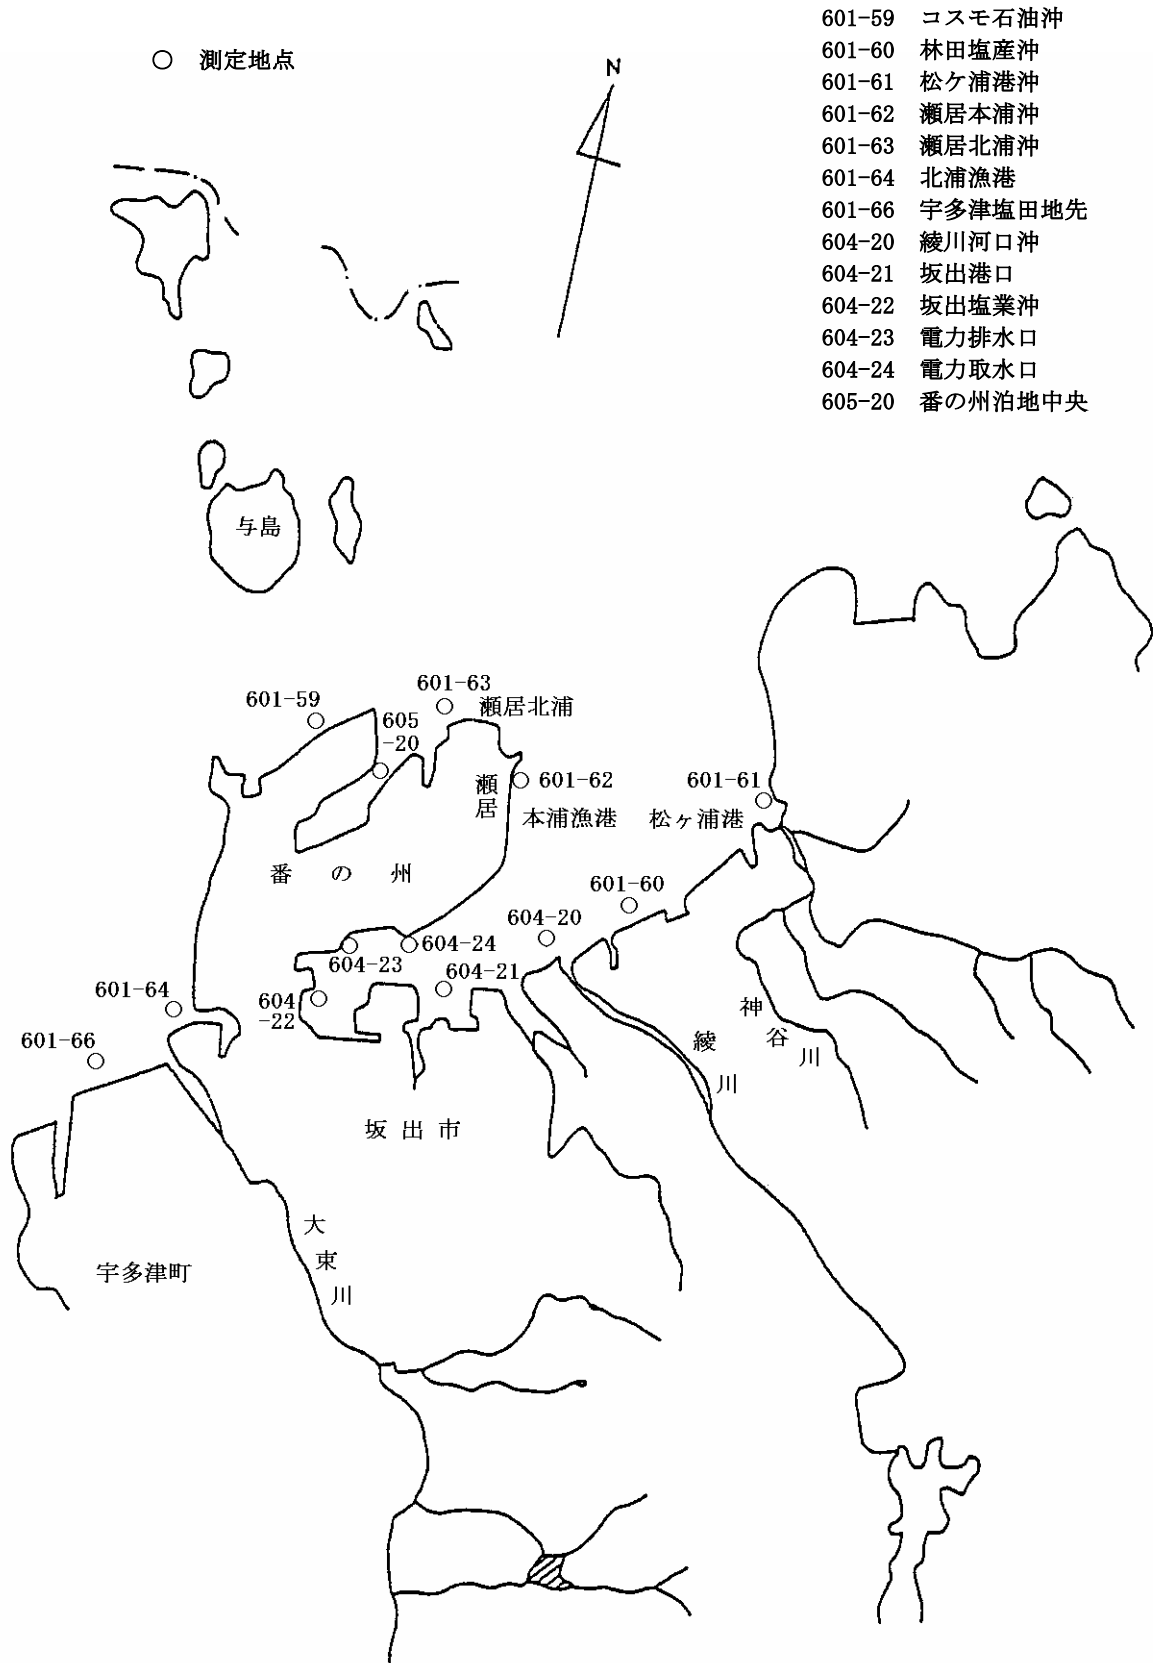 ○ 測定地点
N
601-59 コスモ石油沖
601-60 林田塩産沖
601-61 松ケ浦港沖
601-62 瀬居本浦沖
601-63 瀬居北浦沖
601-64 北浦漁港
601-66 宇多津塩田地先
604-20 綾川河口沖
604-21 坂出港口
604-22 坂出塩業沖
604-23 電力排水口
604-24 電力取水口
605-20 番の州泊地中央
与島
601-63
瀬居北浦
601-59
605
-20
瀬居
601-62
本浦漁港
601-61
松ヶ浦港
番の州
601-60
604-20
604-24
604-23
604-21
604
-22
601-64
601-66
神谷川
綾川
坂出市
大東川
宇多津町